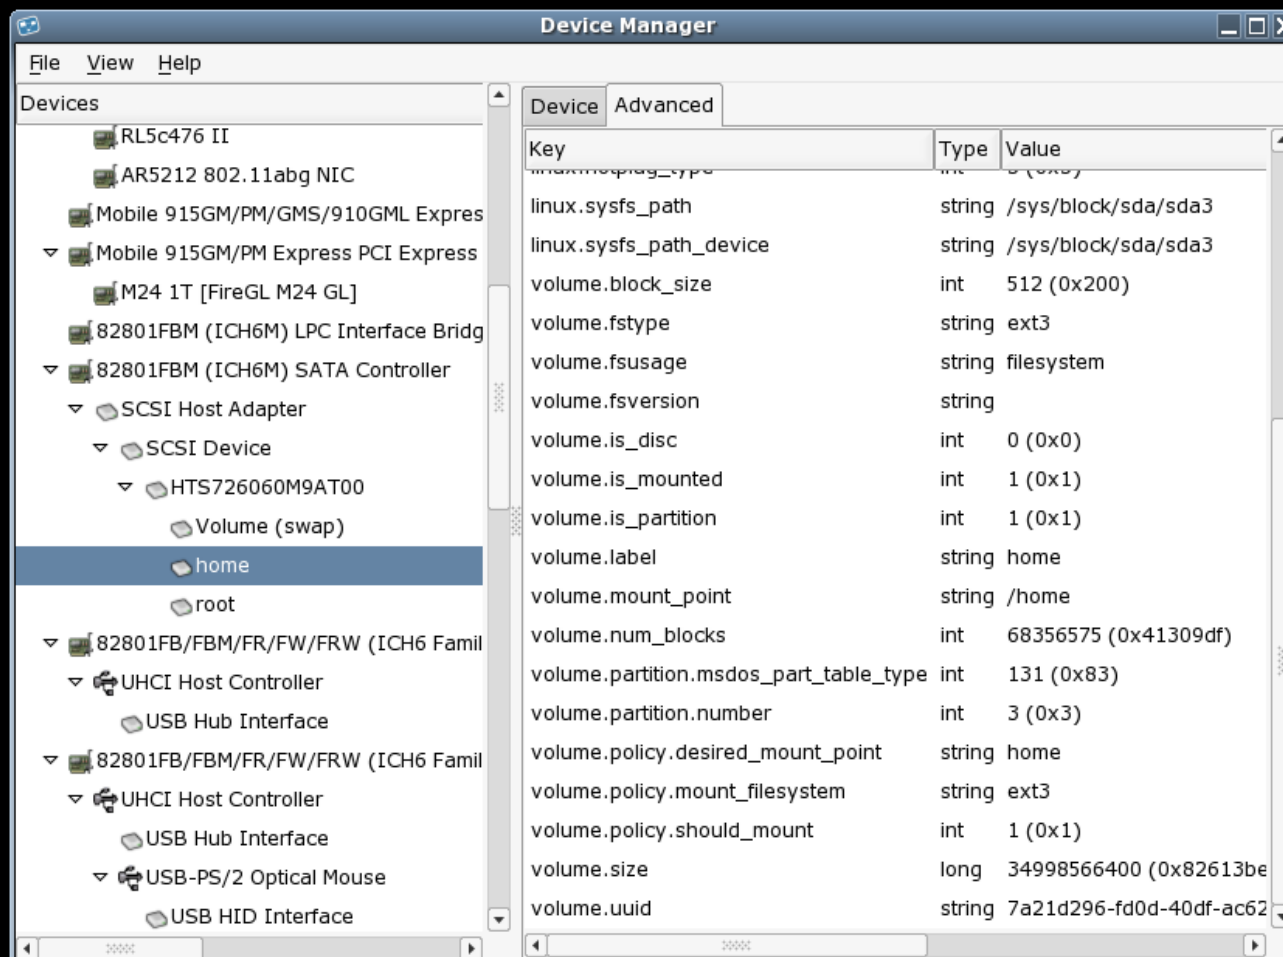 Device Manager
File View Help
Devices
RL5c476 II
AR5212 802.11abg NIC
Mobile 915GM/PM/GMS/910GML Expres
Mobile 915GM/PM Express PCI Express
M24 1T [FireGL M24 GL]
82801FBM (ICH6M) LPC Interface Bridg
82801FBM (ICH6M) SATA Controller
SCSI Host Adapter
SCSI Device
HTS726060M9AT00
Volume (swap)
home
root
82801FB/FBM/FR/FW/FRW (ICH6 Famil
UHCI Host Controller
USB Hub Interface
82801FB/FBM/FR/FW/FRW (ICH6 Famil
UHCI Host Controller
USB Hub Interface
USB-PS/2 Optical Mouse
USB HID Interface
Device Advanced
Key Type Value
linux.hotplug_type int 3 (0x3)
linux.sysfs_path string /sys/block/sda/sda3
linux.sysfs_path_device string /sys/block/sda/sda3
volume.block_size int 512 (0x200)
volume.fstype string ext3
volume.fsusage string filesystem
volume.fsversion string
volume.is_disc int 0 (0x0)
volume.is_mounted int 1 (0x1)
volume.is_partition int 1 (0x1)
volume.label string home
volume.mount_point string /home
volume.num_blocks int 68356575 (0x41309df)
volume.partition.msdos_part_table_type int 131 (0x83)
volume.partition.number int 3 (0x3)
volume.policy.desired_mount_point string home
volume.policy.mount_filesystem string ext3
volume.policy.should_mount int 1 (0x1)
volume.size long 34998566400 (0x82613be
volume.uuid string 7a21d296-fd0d-40df-ac62